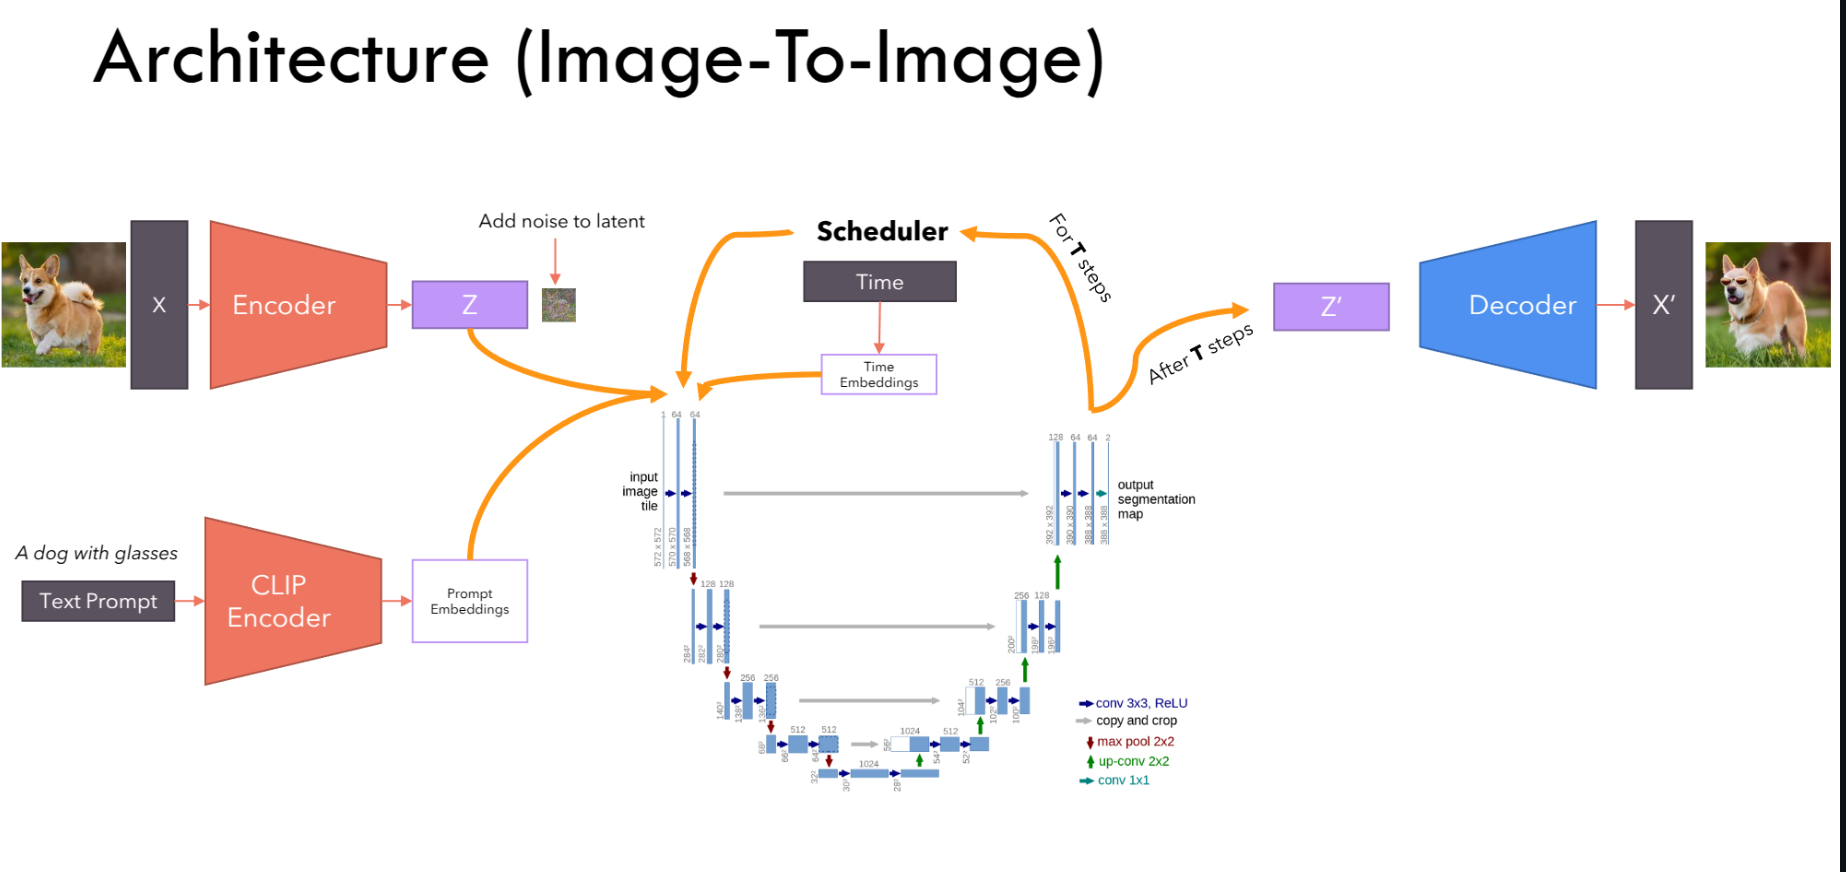 Architecture (Image-To-Image)
Add noise to latent
Scheduler
For T steps
X
Encoder
Z
Time
Z’
Decoder
X’
After T steps
Time
Embeddings
A dog with glasses
Text Prompt
CLIP
Encoder
Prompt
Embeddings
1 64 64
128 64 64 2
input
image
tile
output
segmentation
map
572 x 572
570 x 570
568 x 568
392 x 392
390 x 390
388 x 388
388 x 388
128 128
256 128
284²
282²
280²
200²
198²
196²
256 256
512 256
140²
138²
136²
104²
102²
100²
512 512
1024 512
68²
66²
64²
56²
54²
52²
1024
32²
30²
28²
conv 3x3, ReLU
copy and crop
max pool 2x2
up-conv 2x2
conv 1x1